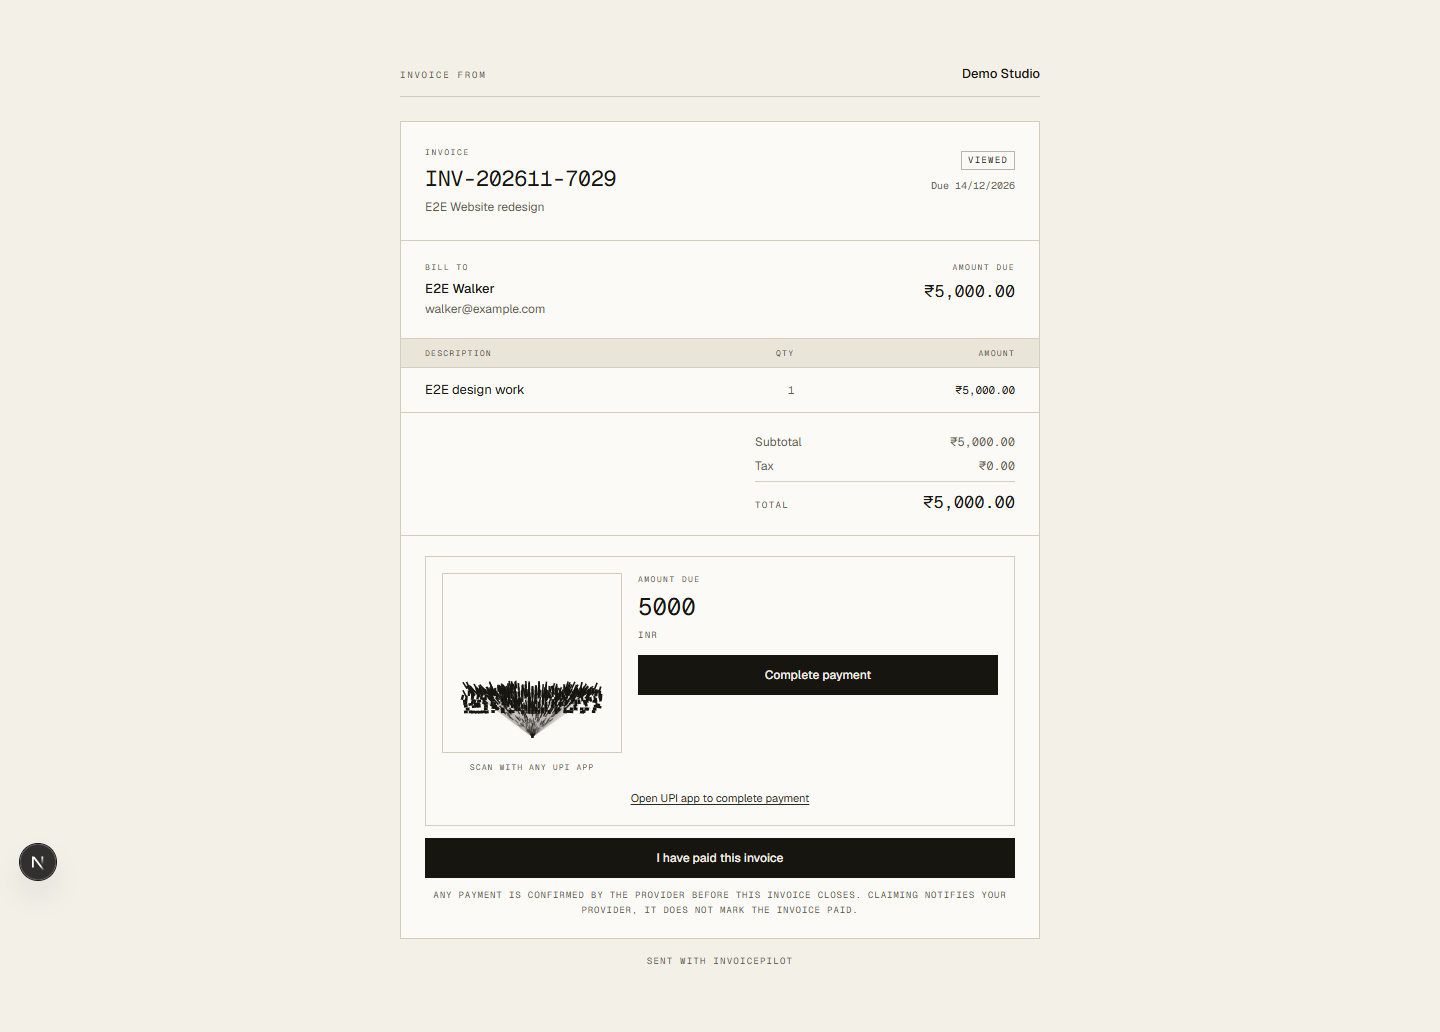 INVOICE FROM
Demo Studio
INVOICE
INV-202611-7029
E2E Website redesign
VIEWED
Due 14/12/2026
BILL TO
E2E Walker
walker@example.com
AMOUNT DUE
₹5,000.00
DESCRIPTION QTY AMOUNT
E2E design work 1 ₹5,000.00
Subtotal ₹5,000.00
Tax ₹0.00
TOTAL ₹5,000.00
SCAN WITH ANY UPI APP
AMOUNT DUE
5000
INR
Complete payment
Open UPI app to complete payment
I have paid this invoice
ANY PAYMENT IS CONFIRMED BY THE PROVIDER BEFORE THIS INVOICE CLOSES. CLAIMING NOTIFIES YOUR
PROVIDER, IT DOES NOT MARK THE INVOICE PAID.
SENT WITH INVOICEPILOT
N